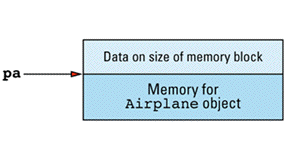 Data on size of memory block
pa
Memory for
Airplane object